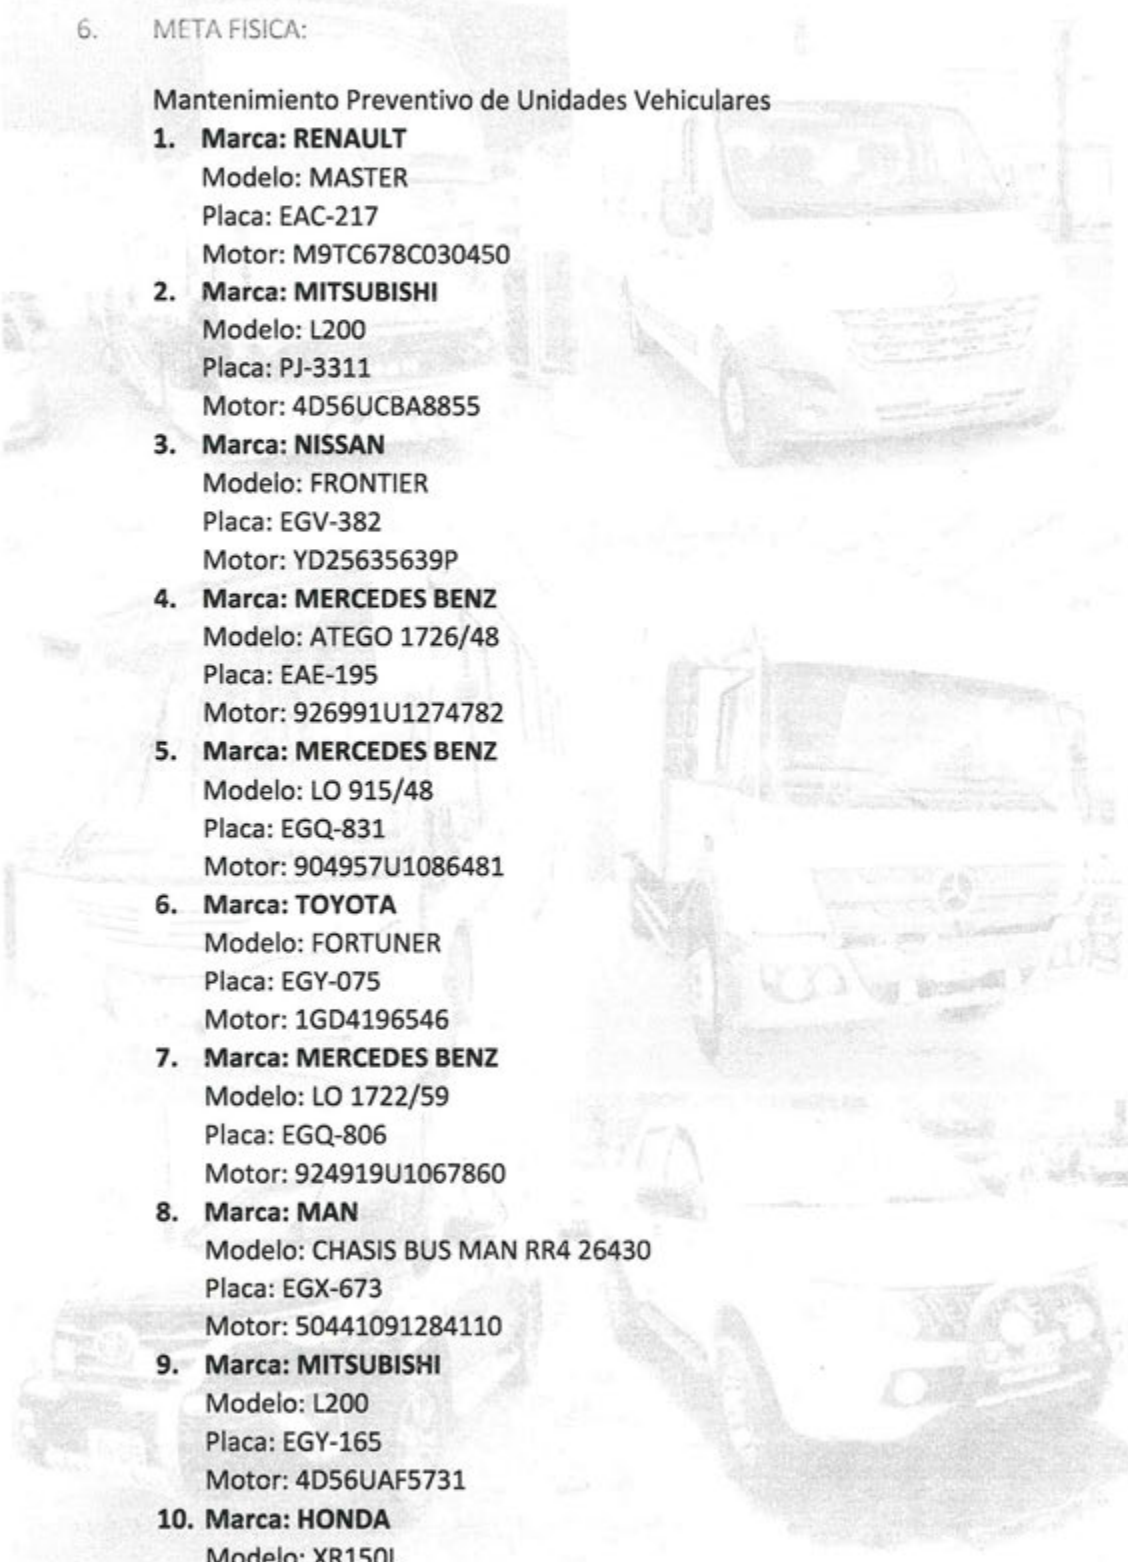 6. META FISICA:
Mantenimiento Preventivo de Unidades Vehiculares
1. Marca: RENAULT
Modelo: MASTER
Placa: EAC-217
Motor: M9TC678C030450
2. Marca: MITSUBISHI
Modelo: L200
Placa: PJ-3311
Motor: 4D56UCBA8855
3. Marca: NISSAN
Modelo: FRONTIER
Placa: EGV-382
Motor: YD25635639P
4. Marca: MERCEDES BENZ
Modelo: ATEGO 1726/48
Placa: EAE-195
Motor: 926991U1274782
5. Marca: MERCEDES BENZ
Modelo: LO 915/48
Placa: EGQ-831
Motor: 904957U1086481
6. Marca: TOYOTA
Modelo: FORTUNER
Placa: EGY-075
Motor: 1GD4196546
7. Marca: MERCEDES BENZ
Modelo: LO 1722/59
Placa: EGQ-806
Motor: 924919U1067860
8. Marca: MAN
Modelo: CHASIS BUS MAN RR4 26430
Placa: EGX-673
Motor: 50441091284110
9. Marca: MITSUBISHI
Modelo: L200
Placa: EGY-165
Motor: 4D56UAF5731
10. Marca: HONDA
Modelo: XR150L